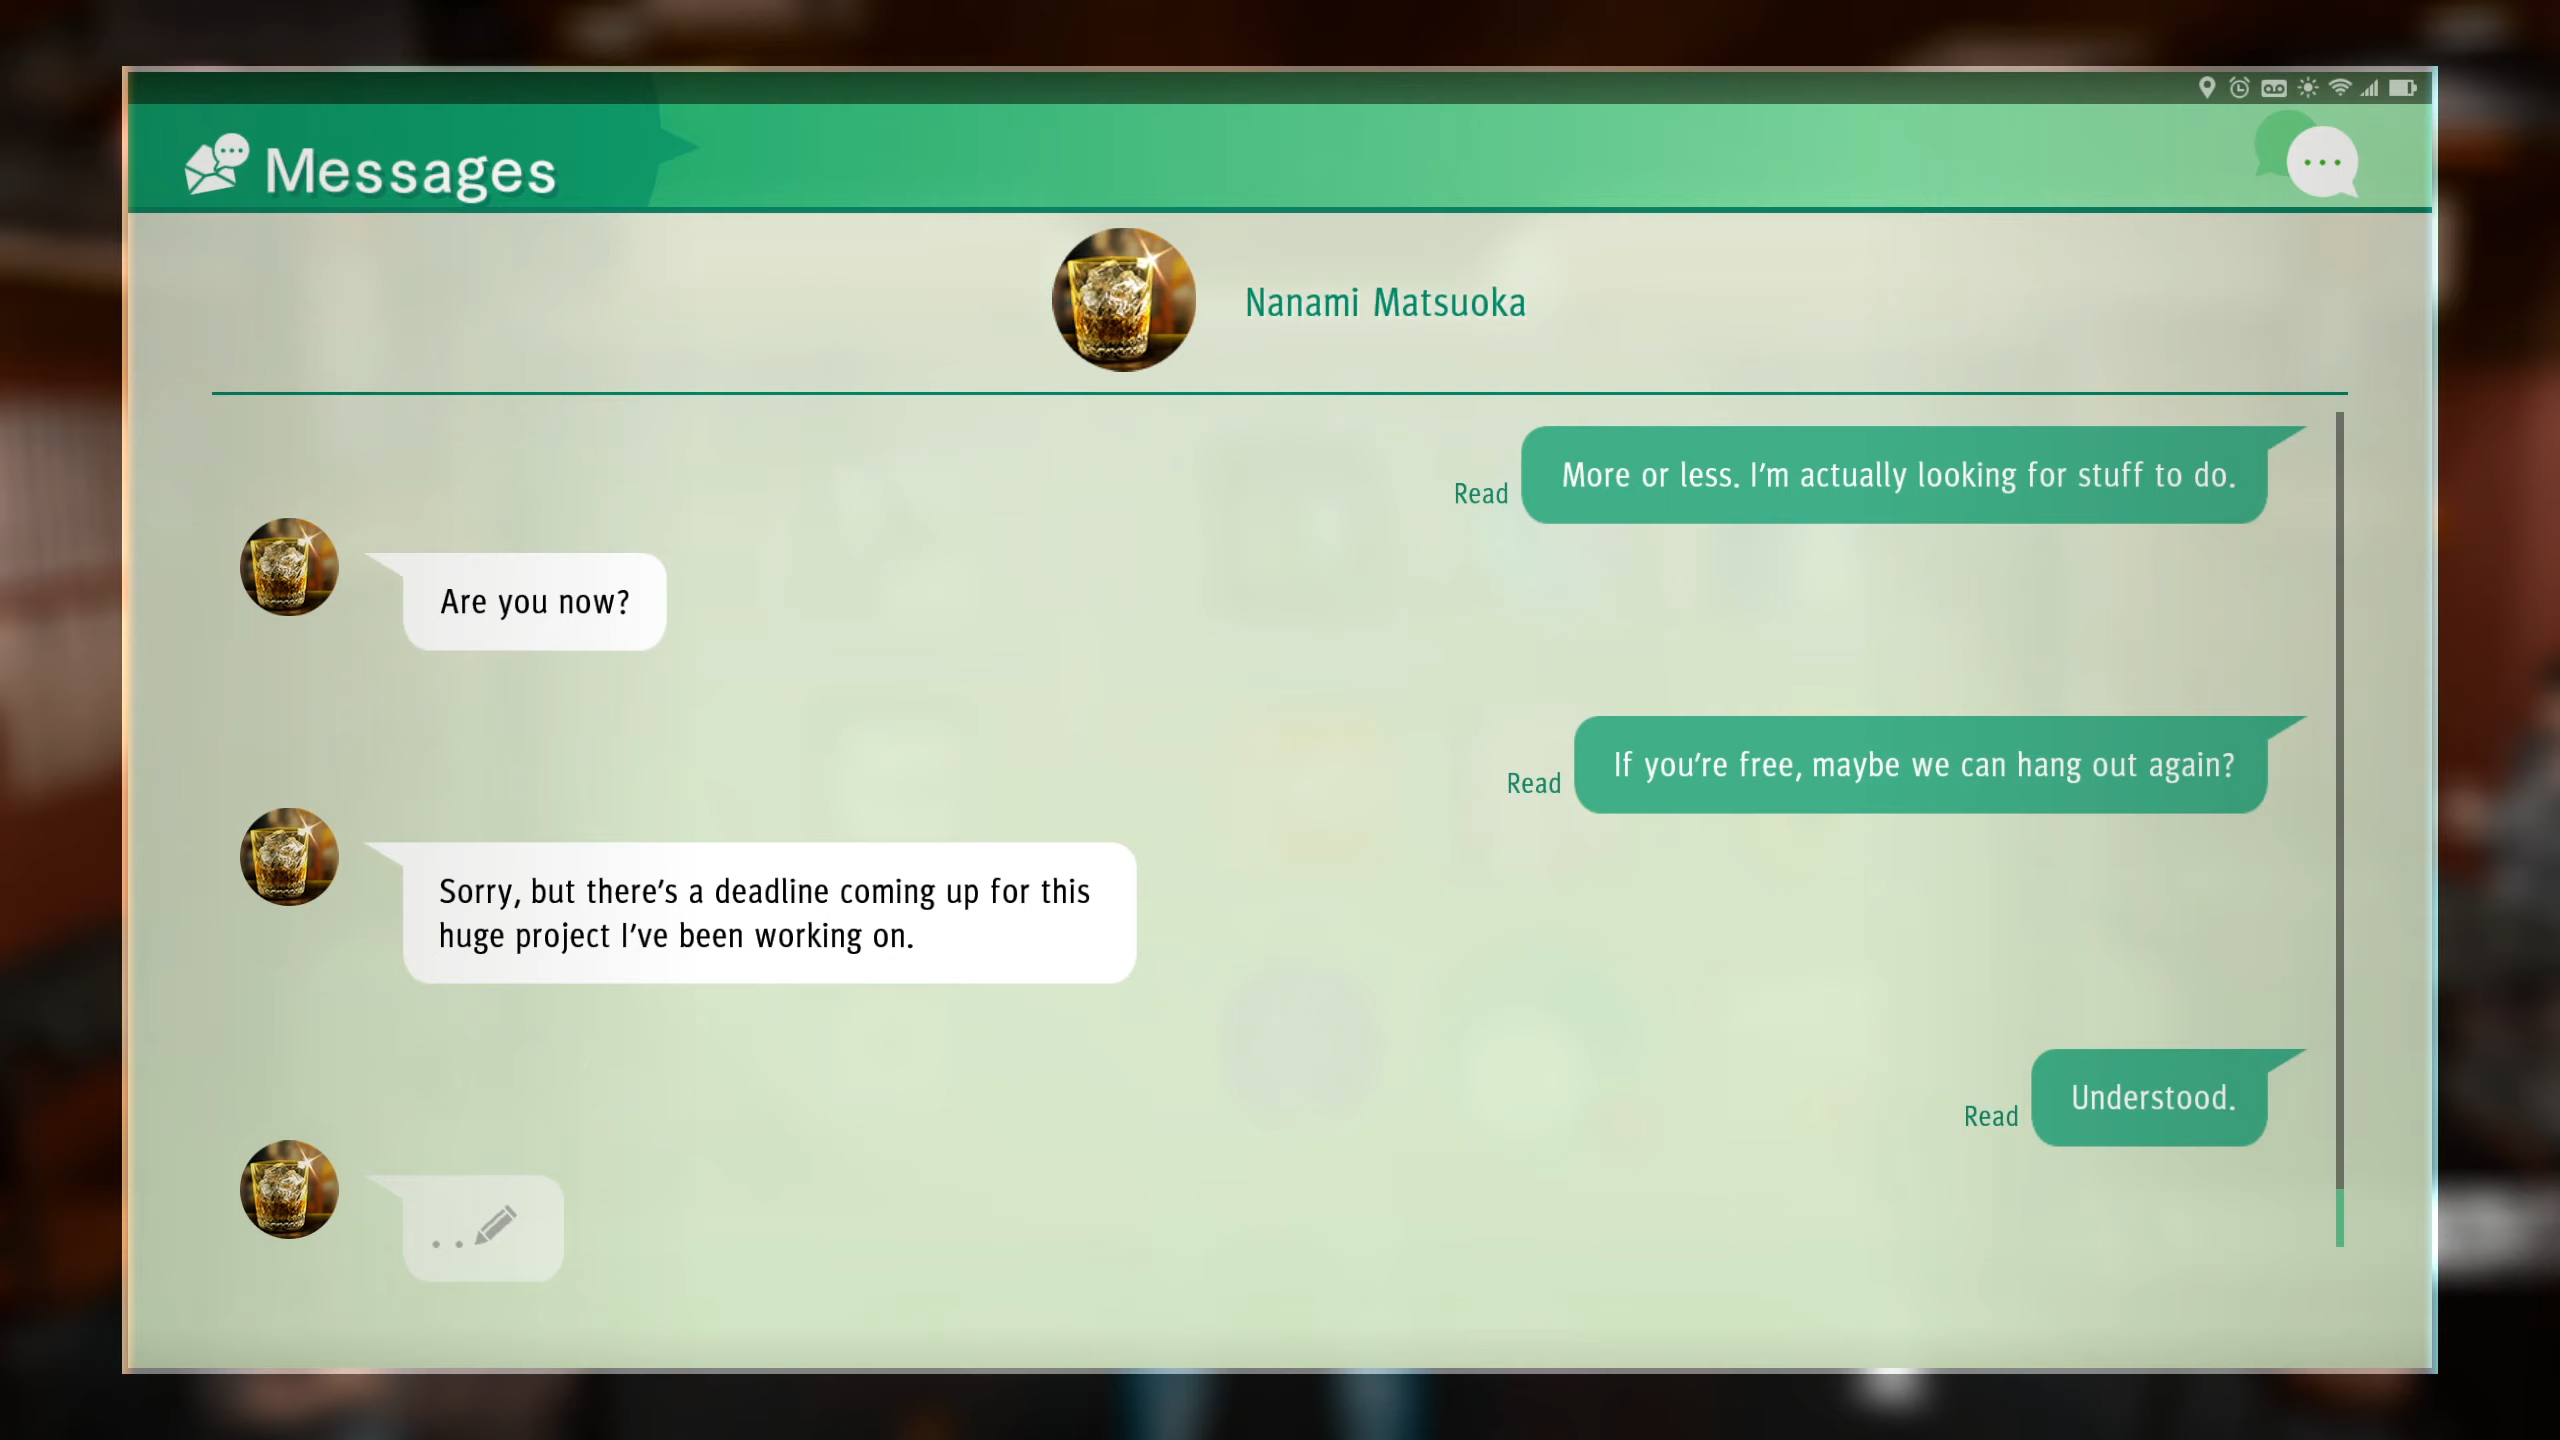 Messages
Nanami Matsuoka
More or less. I'm actually looking for stuff to do.
Read
Are you now?
If you're free, maybe we can hang out again?
Read
Sorry, but there's a deadline coming up for this
huge project I've been working on.
Understood.
Read